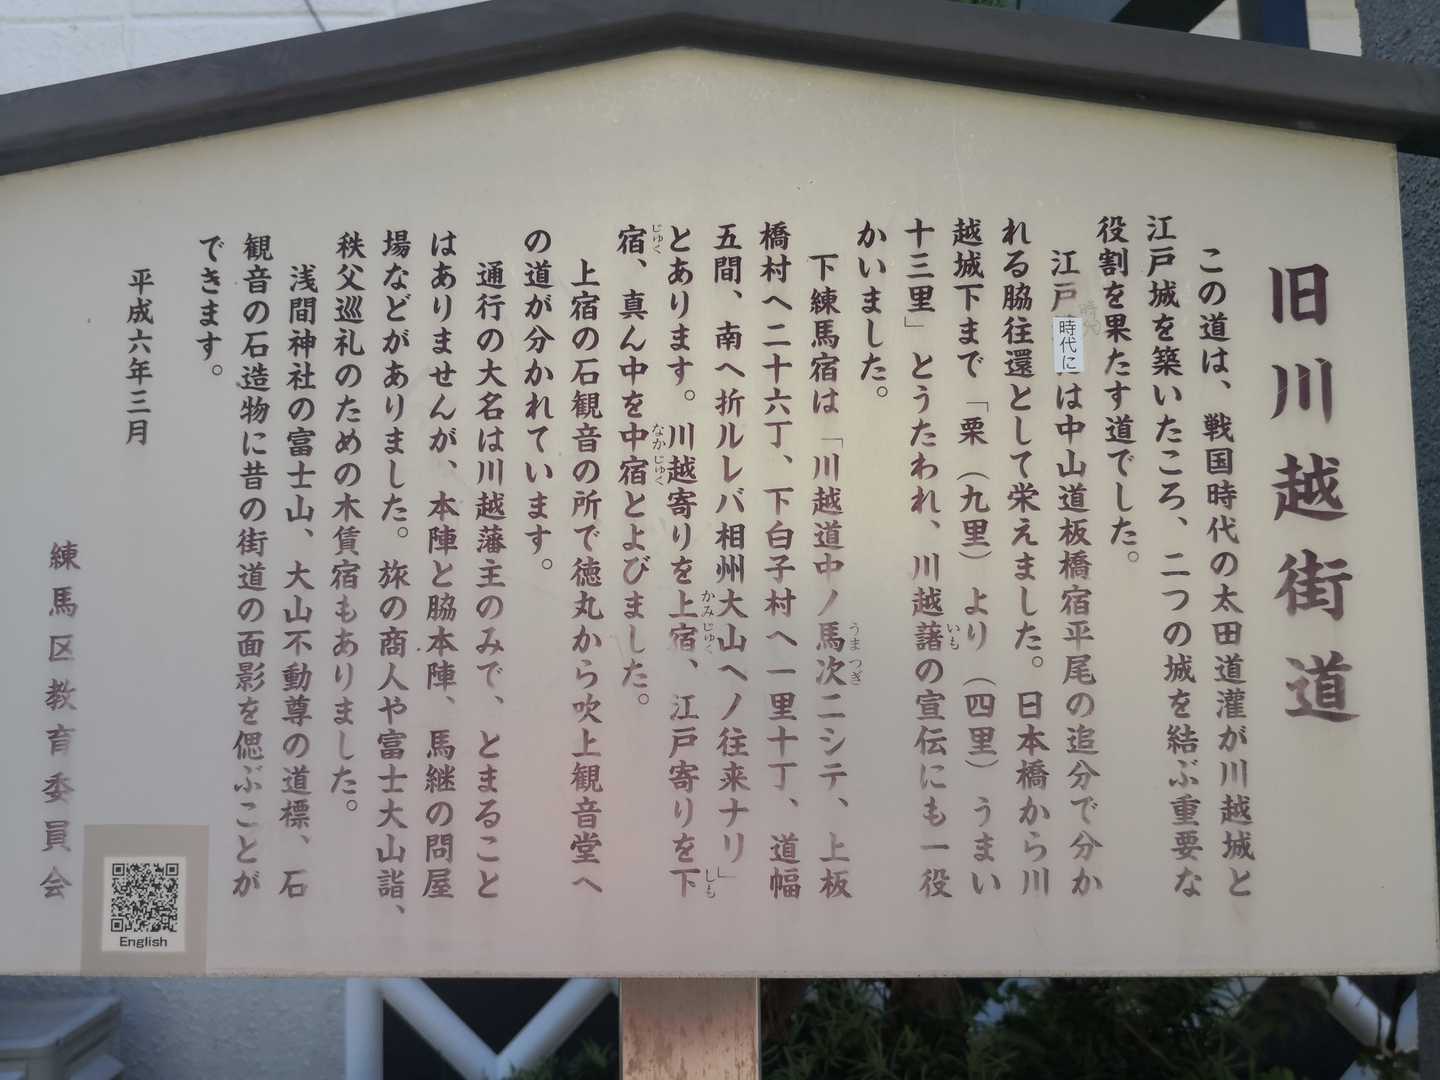 旧川越街道
この道は、戦国時代の太田道灌が川越城と
江戸城を築いたころ、二つの城を結ぶ重要な
役割を果たす道でした。
江戸時代には中山道板橋宿平尾の追分で分か
れる脇往還として栄えました。日本橋から川
越城下まで「栗（九里）より（四里）うまい
十三里」とうたわれ、川越藷の宣伝にも一役
かいました。
下練馬宿は「川越道中ノ馬次ニシテ、上板
橋村へ二十六丁、下白子村へ一里十丁、道幅
五間、南へ折ルレバ相州大山ヘノ往来ナリ」
とあります。川越寄りを上宿、江戸寄りを下
宿、真ん中を中宿とよびました。
上宿の石観音の所で徳丸から吹上観音堂へ
の道が分かれています。
通行の大名は川越藩主のみで、とまること
はありませんが、本陣と脇本陣、馬継の問屋
場などがありました。旅の商人や富士大山詣、
秩父巡礼のための木賃宿もありました。
浅間神社の富士山、大山不動尊の道標、石
観音の石造物に昔の街道の面影を偲ぶことが
できます。
平成六年三月
練馬区教育委員会
English